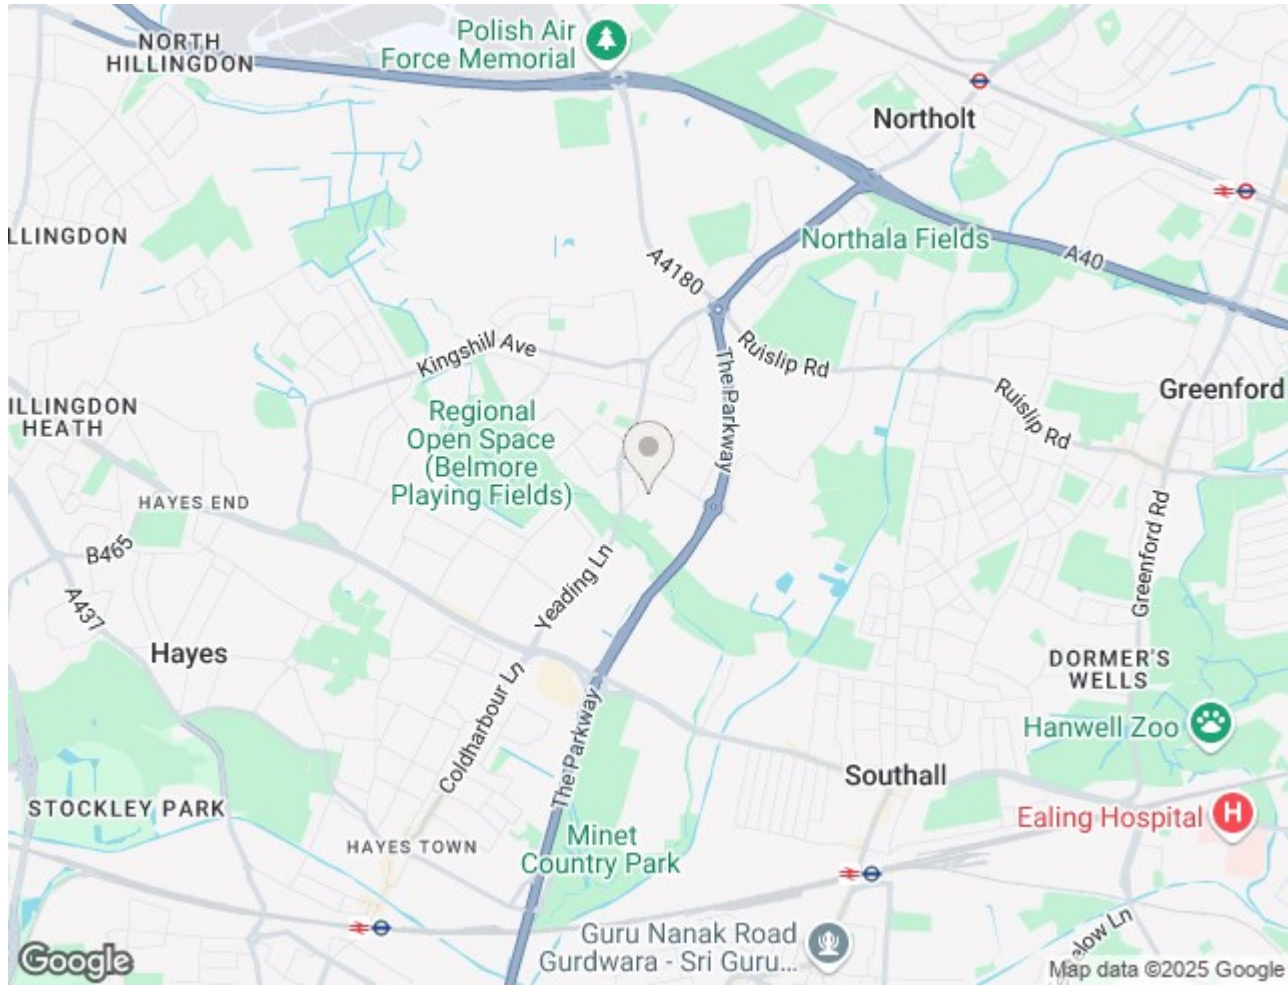 Polish Air
Force Memorial
NORTH
HILLINGDON
Northolt
LLINGDON
Northala Fields
A40
A4180
Kingshill Ave
Ruislip Rd
The Parkway
Ruislip Rd
Greenford
ILLINGDON
HEATH
Regional
Open Space
(Belmore
Playing Fields)
HAYES END
B465
A437
Yeading Ln
Greenford Rd
Hayes
DORMER'S
WELLS
Coldharbour Ln
The Parkway
Hanwell Zoo
Southall
STOCKLEY PARK
Ealing Hospital
H
HAYES TOWN
Minet
Country Park
Guru Nanak Road
Gurdwara - Sri Guru...
elow Ln
Google
Map data ©2025 Google